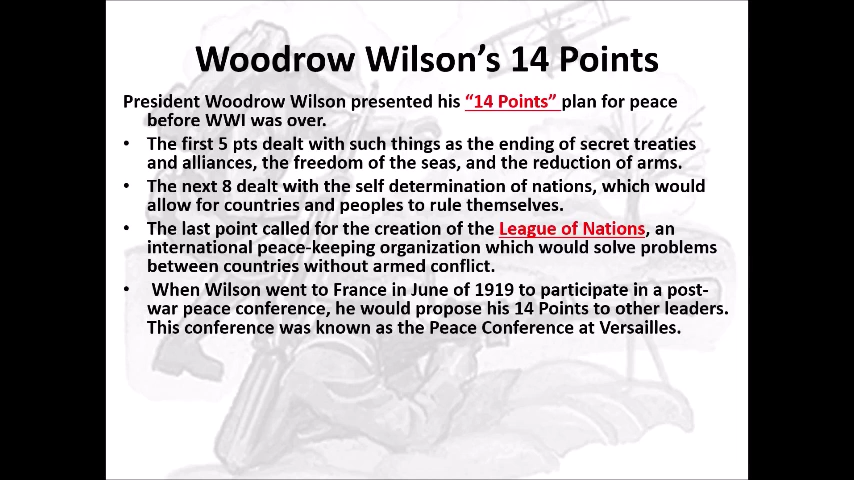 Woodrow Wilson's 14 Points
President Woodrow Wilson presented his “14 Points” plan for peace
before WWI was over.
• The first 5 pts dealt with such things as the ending of secret treaties
and alliances, the freedom of the seas, and the reduction of arms.
• The next 8 dealt with the self determination of nations, which would
allow for countries and peoples to rule themselves.
• The last point called for the creation of the League of Nations, an
international peace-keeping organization which would solve problems
between countries without armed conflict.
• When Wilson went to France in June of 1919 to participate in a post-
war peace conference, he would propose his 14 Points to other leaders.
This conference was known as the Peace Conference at Versailles.